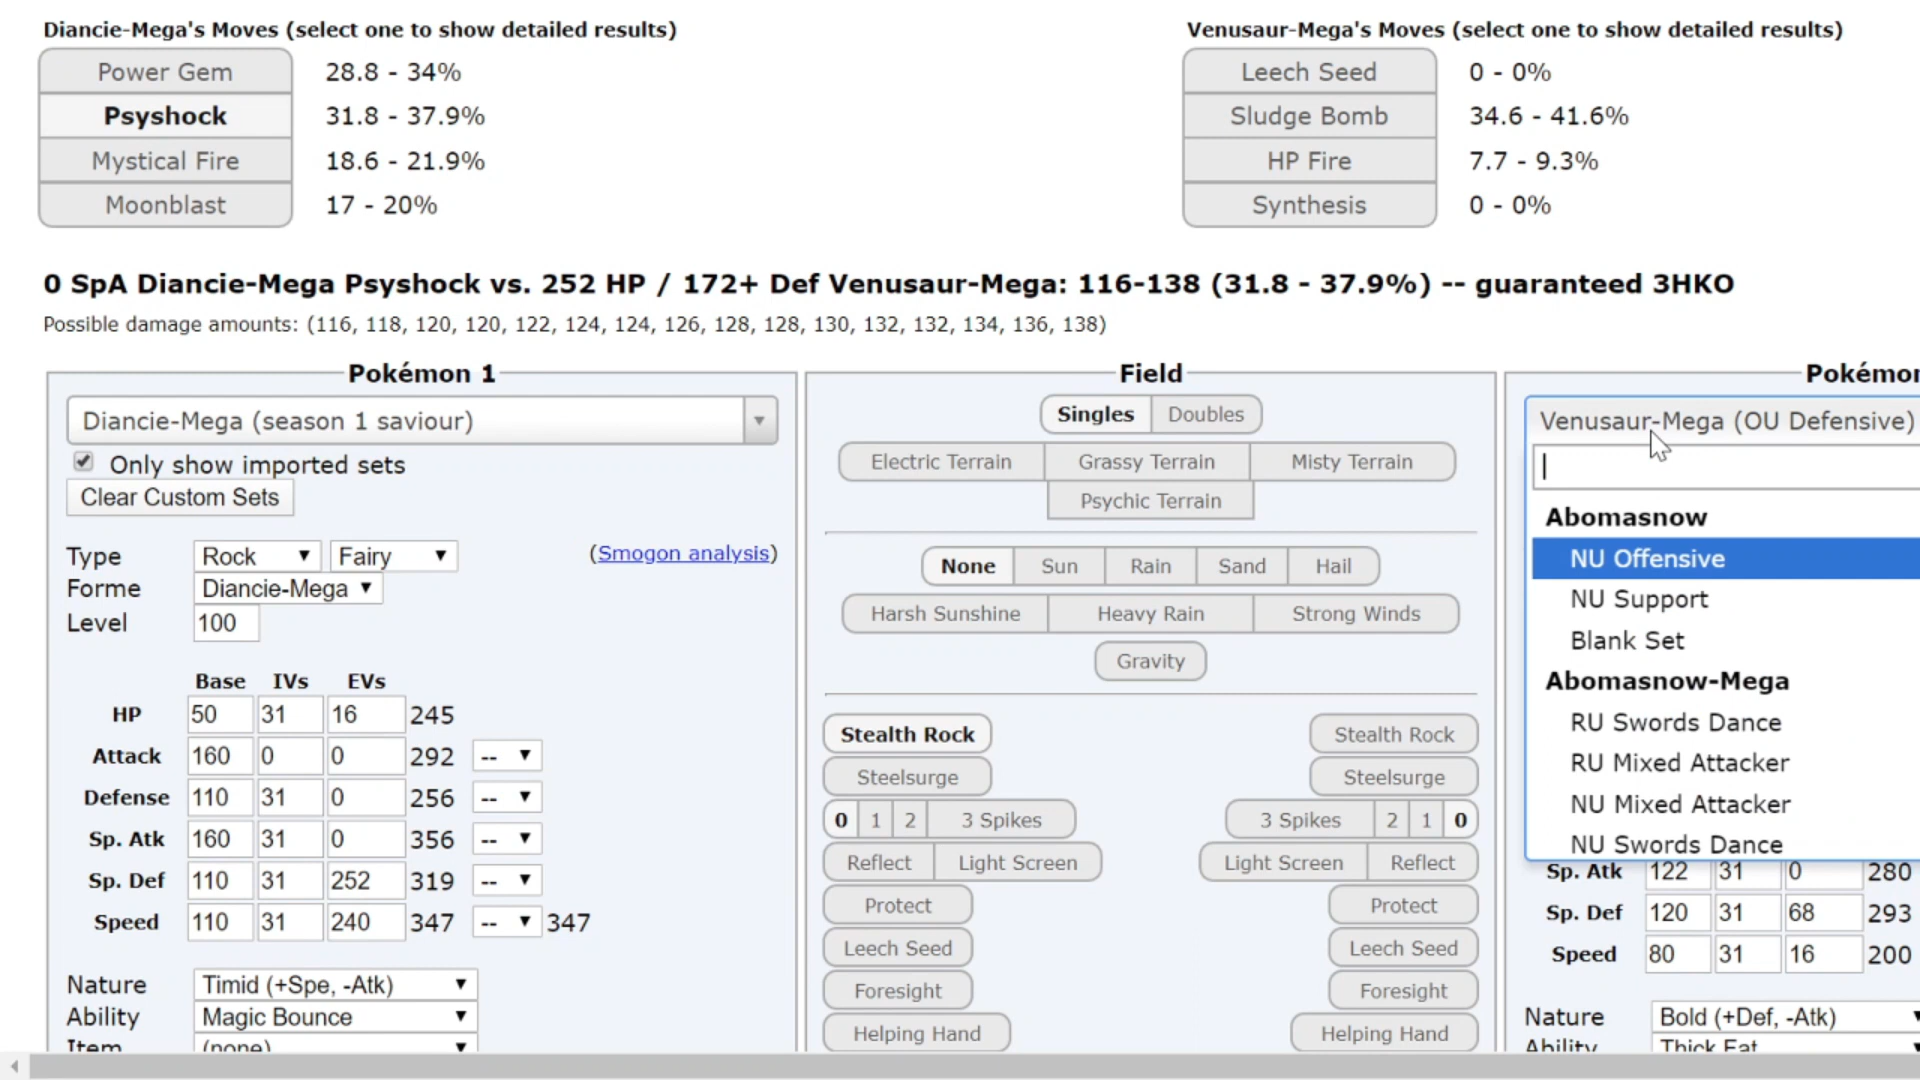 Diancie-Mega's Moves (select one to show detailed results)
Venusaur-Mega's Moves (select one to show detailed results)
Power Gem 28.8 - 34%
Psyshock 31.8 - 37.9%
Mystical Fire 18.6 - 21.9%
Moonblast 17 - 20%
Leech Seed 0 - 0%
Sludge Bomb 34.6 - 41.6%
HP Fire 7.7 - 9.3%
Synthesis 0 - 0%
0 SpA Diancie-Mega Psyshock vs. 252 HP / 172+ Def Venusaur-Mega: 116-138 (31.8 - 37.9%) -- guaranteed 3HKO
Possible damage amounts: (116, 118, 120, 120, 122, 124, 124, 126, 128, 128, 130, 132, 132, 134, 136, 138)
Pokémon 1
Diancie-Mega (season 1 saviour)
Only show imported sets
Clear Custom Sets
Type Rock Fairy (Smogon analysis)
Forme Diancie-Mega
Level 100
Base IVs EVs
HP 50 31 16 245
Attack 160 0 0 292 --
Defense 110 31 0 256 --
Sp. Atk 160 31 0 356 --
Sp. Def 110 31 252 319 --
Speed 110 31 240 347 -- 347
Nature Timid (+Spe, -Atk)
Ability Magic Bounce
Item (none)
Field
Singles Doubles
Electric Terrain Grassy Terrain Misty Terrain
Psychic Terrain
None Sun Rain Sand Hail
Harsh Sunshine Heavy Rain Strong Winds
Gravity
Stealth Rock Stealth Rock
Steelsurge Steelsurge
0 1 2 3 Spikes 3 Spikes 2 1 0
Reflect Light Screen Light Screen Reflect
Protect Protect
Leech Seed Leech Seed
Foresight Foresight
Helping Hand Helping Hand
Pokémon
Venusaur-Mega (OU Defensive)
Abomasnow
NU Offensive
NU Support
Blank Set
Abomasnow-Mega
RU Swords Dance
RU Mixed Attacker
NU Mixed Attacker
NU Swords Dance
Sp. Atk 122 31 0 280
Sp. Def 120 31 68 293
Speed 80 31 16 200
Nature Bold (+Def, -Atk)
Ability Thick Fat